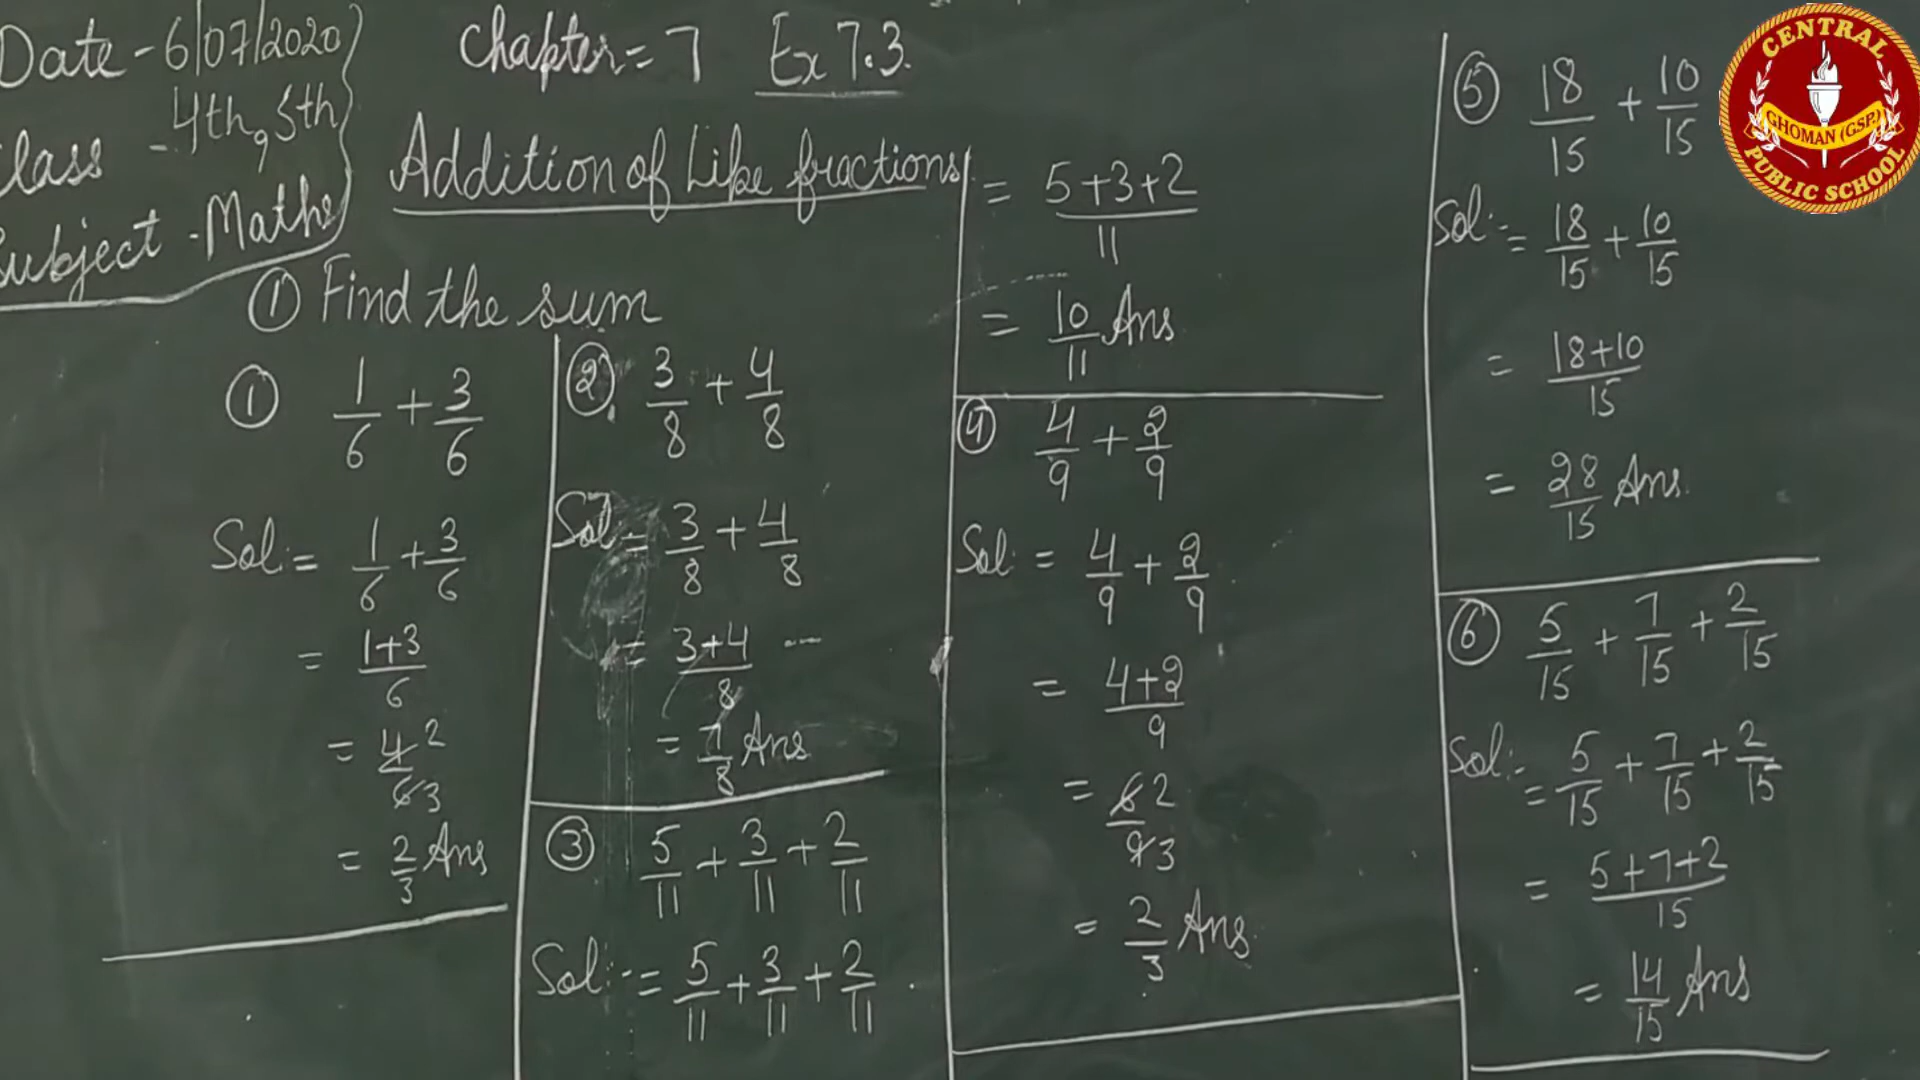 Date - 6/07/2020
Class - 4th, 5th
Subject - Maths
Chapter = 7 Ex 7.3.
Addition of Like fractions
① Find the sum
① 1/6 + 3/6
Sol: = 1/6 + 3/6
= 1+3/6
= 4/6 2/3
= 2/3 Ans
② 3/8 + 4/8
Sol - = 3/8 + 4/8
= 3+4/8
= 7/8 Ans
③ 5/11 + 3/11 + 2/11
Sol :- = 5/11 + 3/11 + 2/11
= 5+3+2/11
= 10/11 Ans
④ 4/9 + 2/9
Sol : = 4/9 + 2/9
= 4+2/9
= 6/9 2/3
= 2/3 Ans
⑤ 18/15 + 10/15
Sol :- = 18/15 + 10/15
= 18+10/15
= 28/15 Ans.
⑥ 5/15 + 7/15 + 2/15
Sol :- = 5/15 + 7/15 + 2/15
= 5+7+2/15
= 14/15 Ans
CENTRAL
GHOMAN (GSP.)
PUBLIC SCHOOL